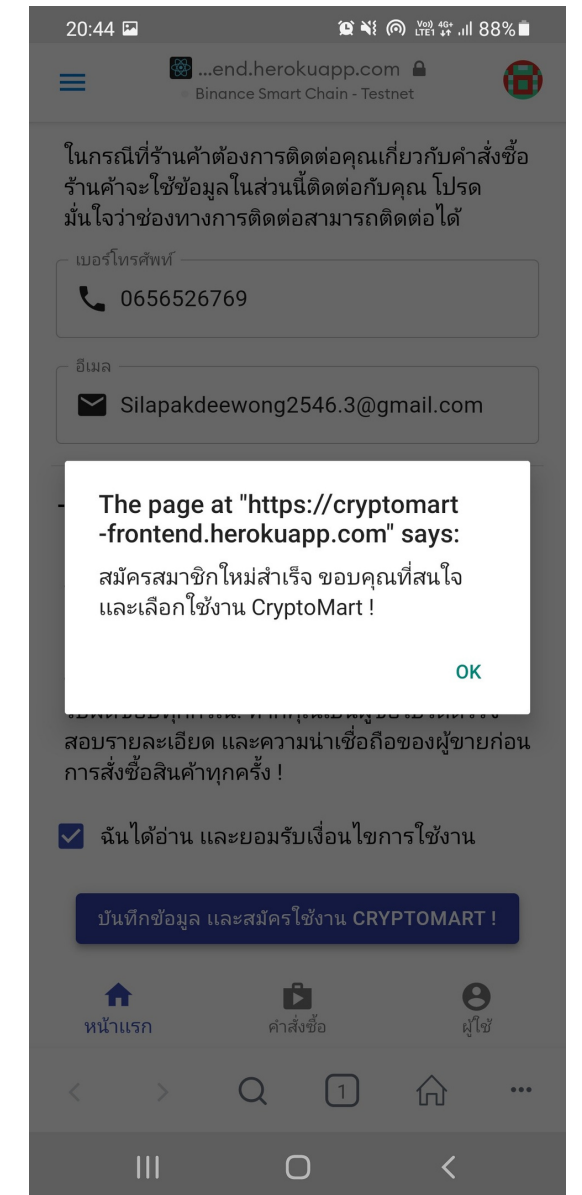 20:44
Voo) 4G+ LTE1 88%
...end.herokuapp.com
Binance Smart Chain - Testnet
ในกรณีที่ร้านค้าต้องการติดต่อคุณเกี่ยวกับคำสั่งซื้อ
ร้านค้าจะใช้ข้อมูลในส่วนนี้ติดต่อกับคุณ โปรด
มั่นใจว่าช่องทางการติดต่อสามารถติดต่อได้
เบอร์โทรศัพท์
0656526769
อีเมล
Silapakdeewong2546.3@gmail.com
The page at "https://cryptomart
-frontend.herokuapp.com" says:
สมัครสมาชิกใหม่สำเร็จ ขอบคุณที่สนใจ
และเลือกใช้งาน CryptoMart !
OK
สอบรายละเอียด และความน่าเชื่อถือของผู้ขายก่อน
การสั่งซื้อสินค้าทุกครั้ง !
ฉันได้อ่าน และยอมรับเงื่อนไขการใช้งาน
บันทึกข้อมูล และสมัครใช้งาน CRYPTOMART !
หน้าแรก
คำสั่งซื้อ
ผู้ใช้
1